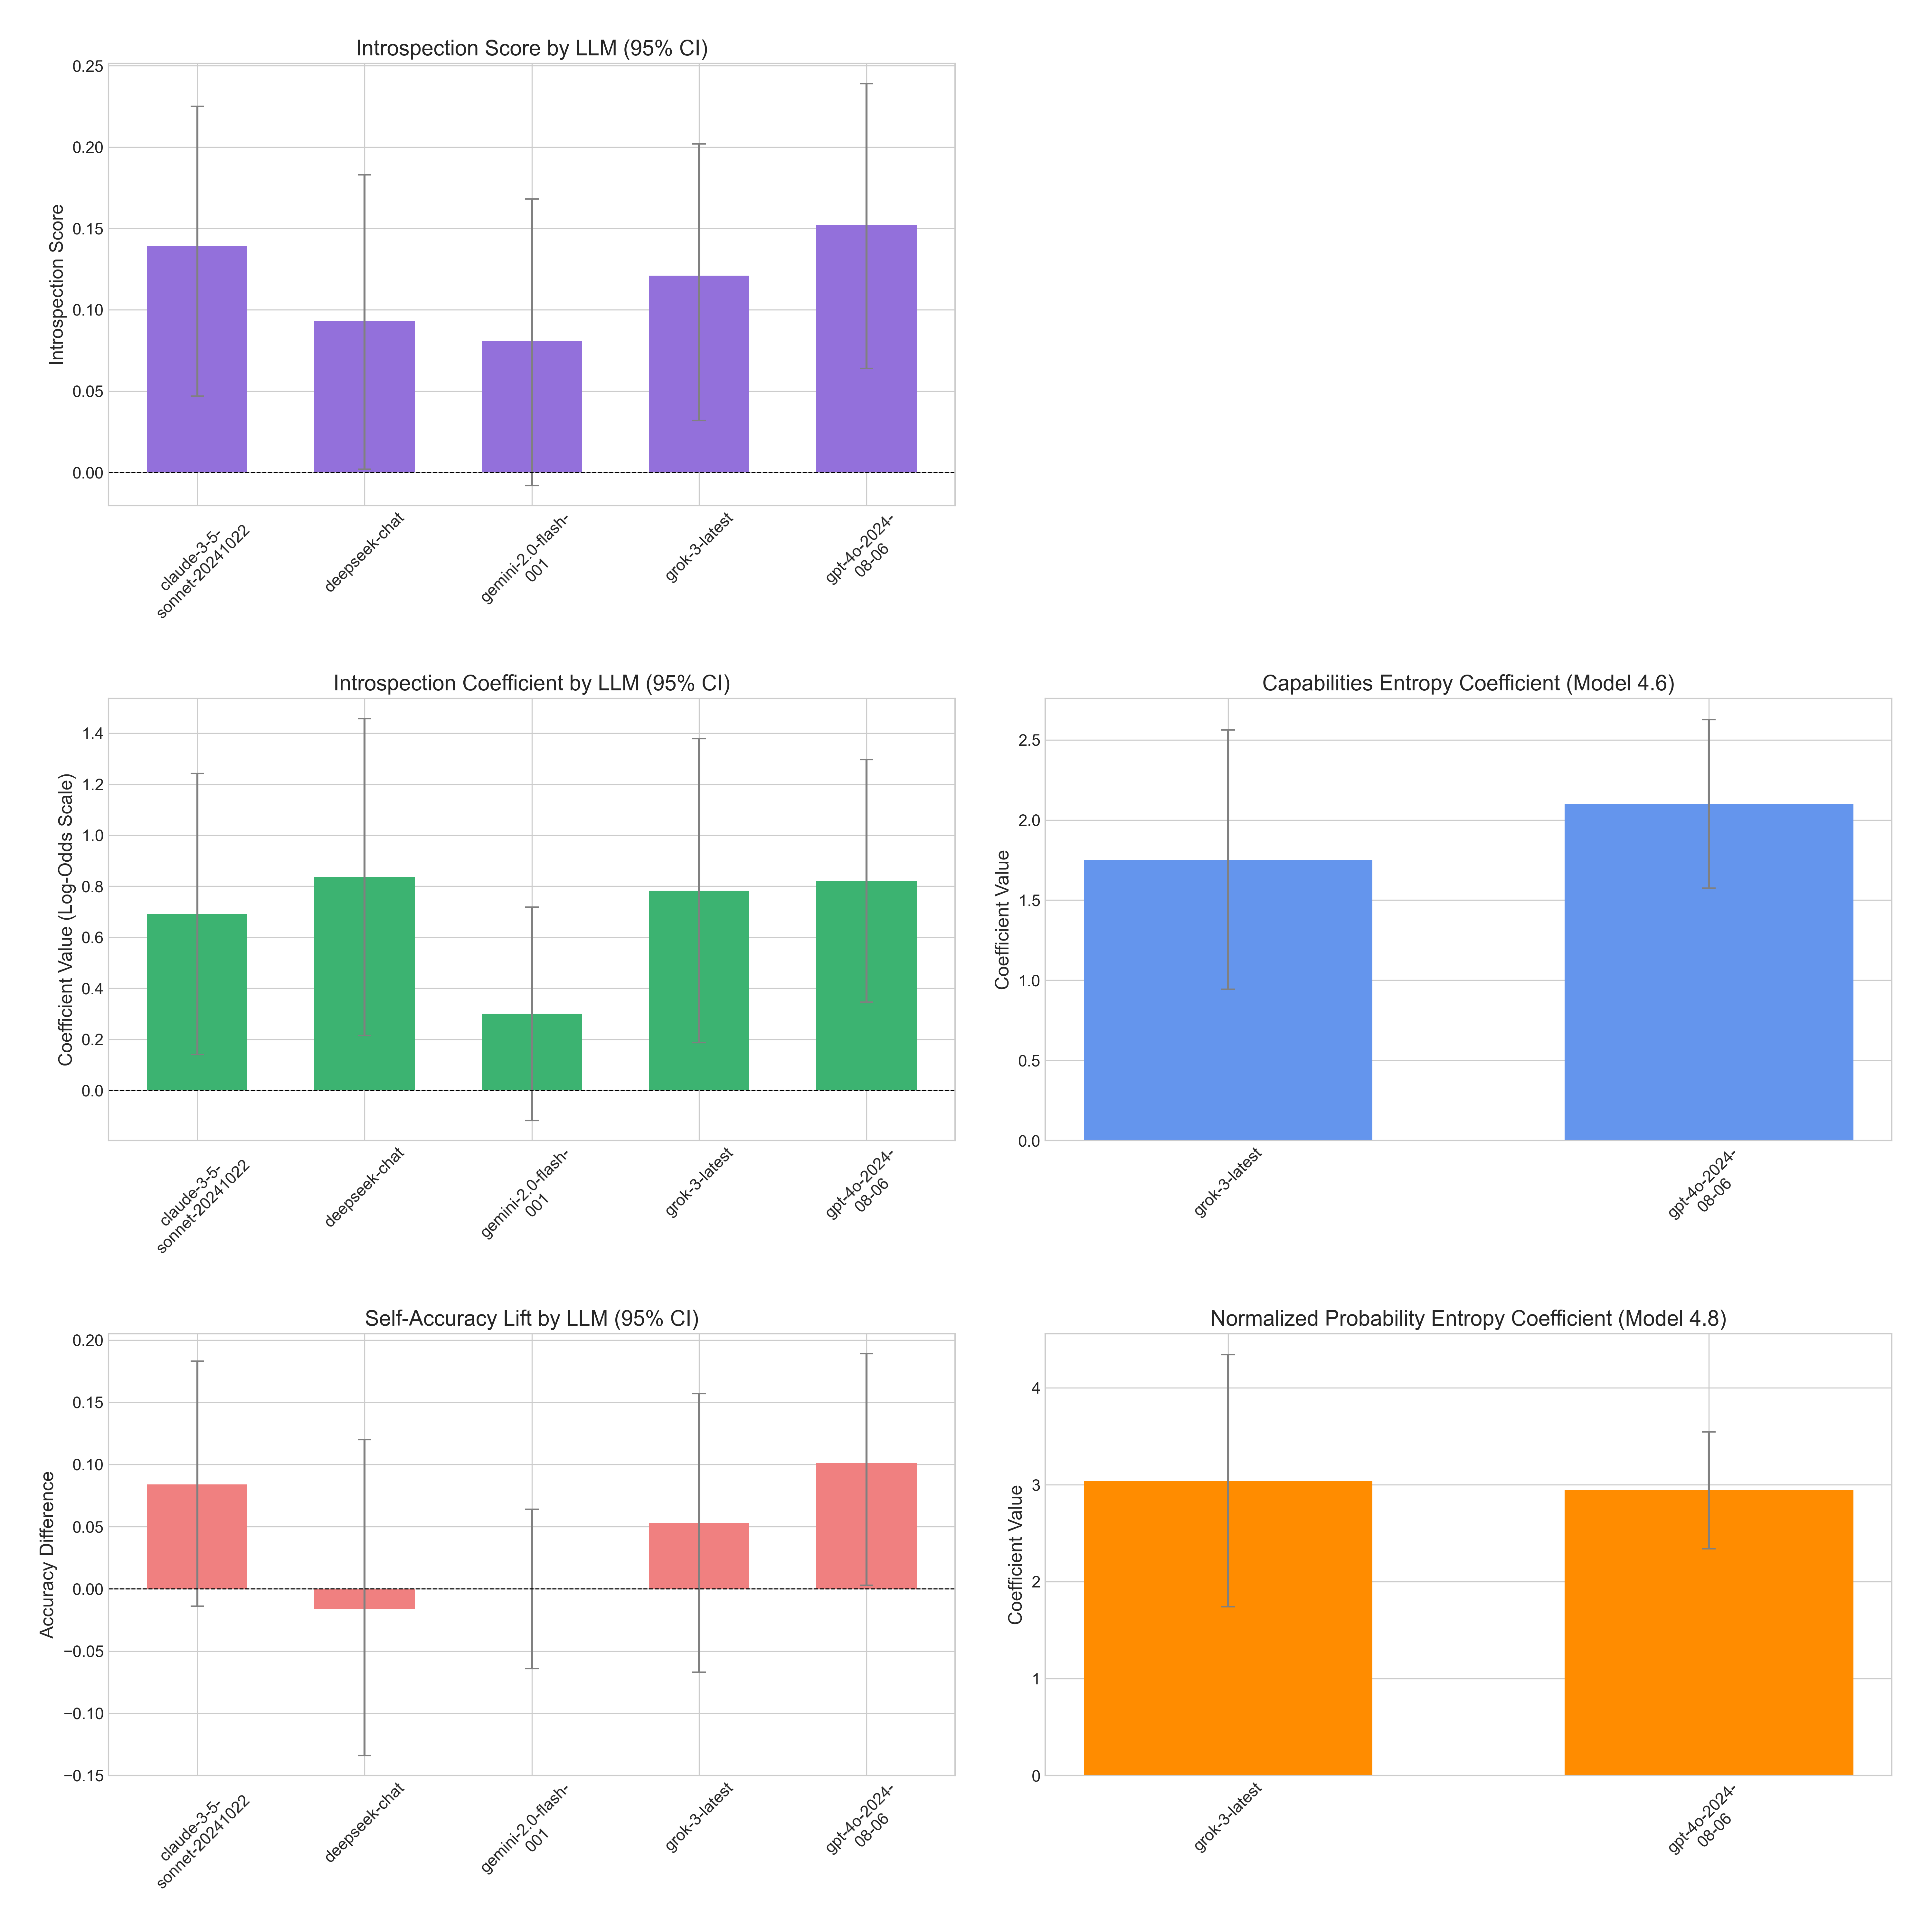 Introspection Score by LLM (95% CI)
Introspection Score
0.25
0.20
0.15
0.10
0.05
0.00
claude-3-5-
sonnet-20241022
deepseek-chat
gemini-2.0-flash-
001
grok-3-latest
gpt-4o-2024-
08-06
Introspection Coefficient by LLM (95% CI)
Coefficient Value (Log-Odds Scale)
1.4
1.2
1.0
0.8
0.6
0.4
0.2
0.0
claude-3-5-
sonnet-20241022
deepseek-chat
gemini-2.0-flash-
001
grok-3-latest
gpt-4o-2024-
08-06
Capabilities Entropy Coefficient (Model 4.6)
Coefficient Value
2.5
2.0
1.5
1.0
0.5
0.0
grok-3-latest
gpt-4o-2024-
08-06
Self-Accuracy Lift by LLM (95% CI)
Accuracy Difference
0.20
0.15
0.10
0.05
0.00
−0.05
−0.10
−0.15
claude-3-5-
sonnet-20241022
deepseek-chat
gemini-2.0-flash-
001
grok-3-latest
gpt-4o-2024-
08-06
Normalized Probability Entropy Coefficient (Model 4.8)
Coefficient Value
4
3
2
1
0
grok-3-latest
gpt-4o-2024-
08-06